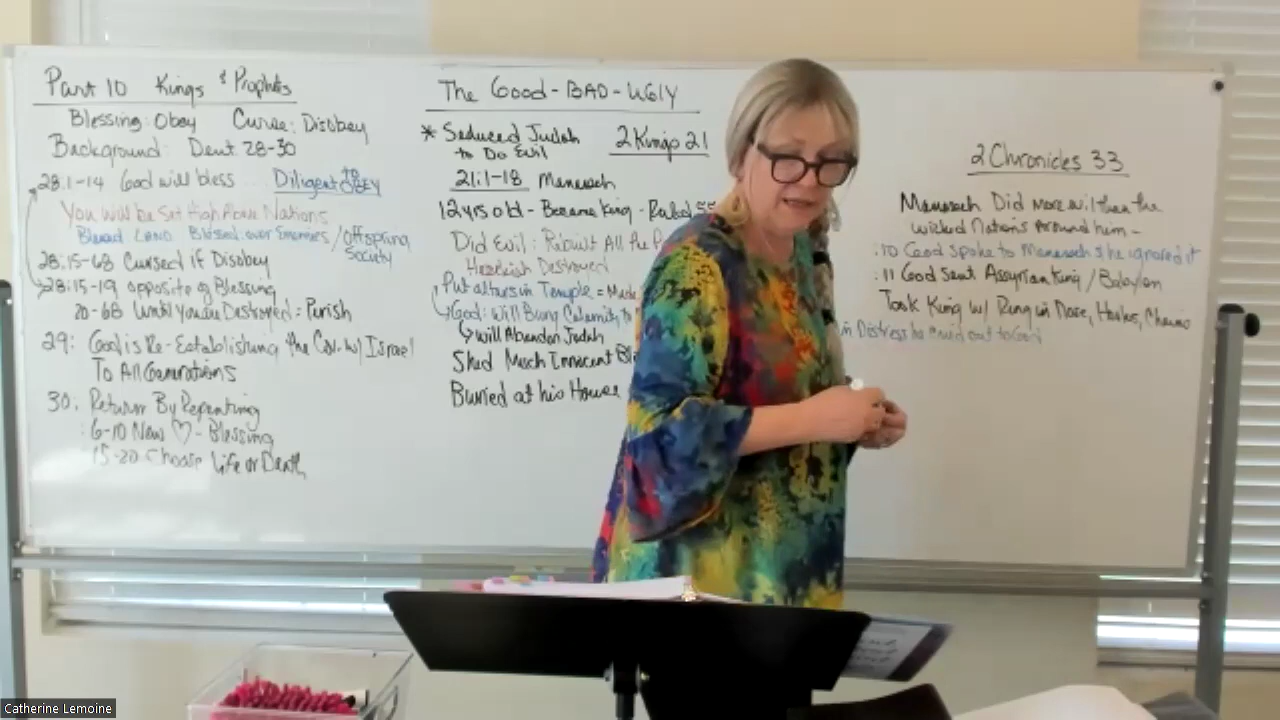 Part 10 Kings & Prophets
Blessing: Obey Curse: Disobey
Background: Deut 28-30
28:1-14 God will bless ... Diligent to OBEY
You will be Set High Above Nations
Blessed LAND Blessed over Enemies / Offspring
Society
28:15-68 Cursed if Disobey
28:15-19 opposite of Blessing
20-68 Until you are Destroyed = Perish
29: God is Re-Establishing the Cov. w/ Israel
To All Generations
30: Return By Repenting
: 6-10 New ♡ - Blessing
15-20 Choose Life or Death
The Good - BAD - UGLY
* Seduced Judah
to Do Evil
2 Kings 21
21:1-18 Manasseh
12 yrs old - Became King - Ruled 55
Did Evil : Rebuilt All the
Hezekiah Destroyed
Put altars in Temple = Made
God: Will Bring Calamity to
will Abandon Judah
Shed Much Innocent
Buried at his House
2 Chronicles 33
Manasseh Did More evil than the
wicked Nations Around him -
:10 God spoke to Manasseh & he ignored it
:11 God sent Assyrian King / Babylon
Took King w/ Ring in Nose, Hooks, Chains
in Distress he Cried out to God
Catherine Lemoine